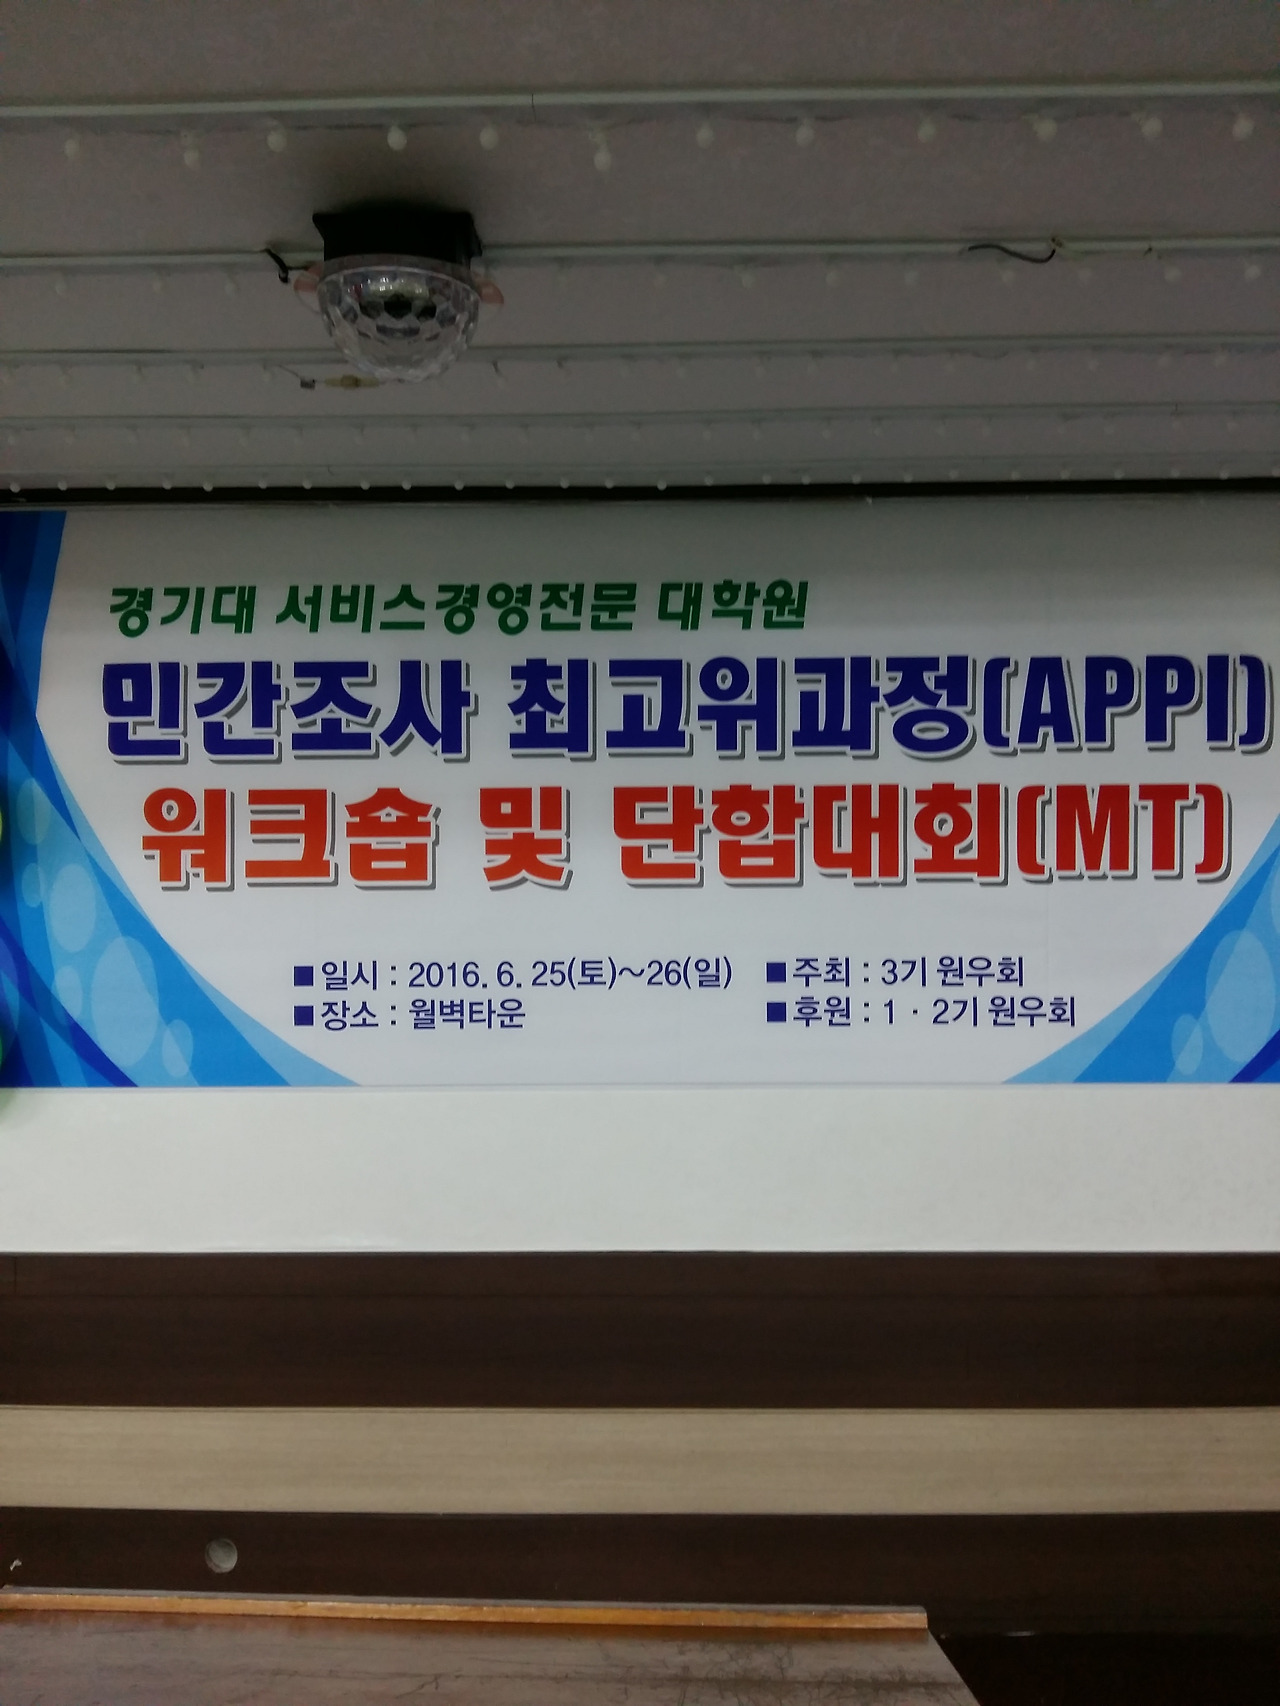 경기대 서비스경영전문 대학원
민간조사 최고위과정(APPI)
워크숍 및 단합대회(MT)
■일시 : 2016. 6. 25(토)~26(일) ■주최 : 3기 원우회
■장소 : 월벽타운 ■후원 : 1 · 2기 원우회